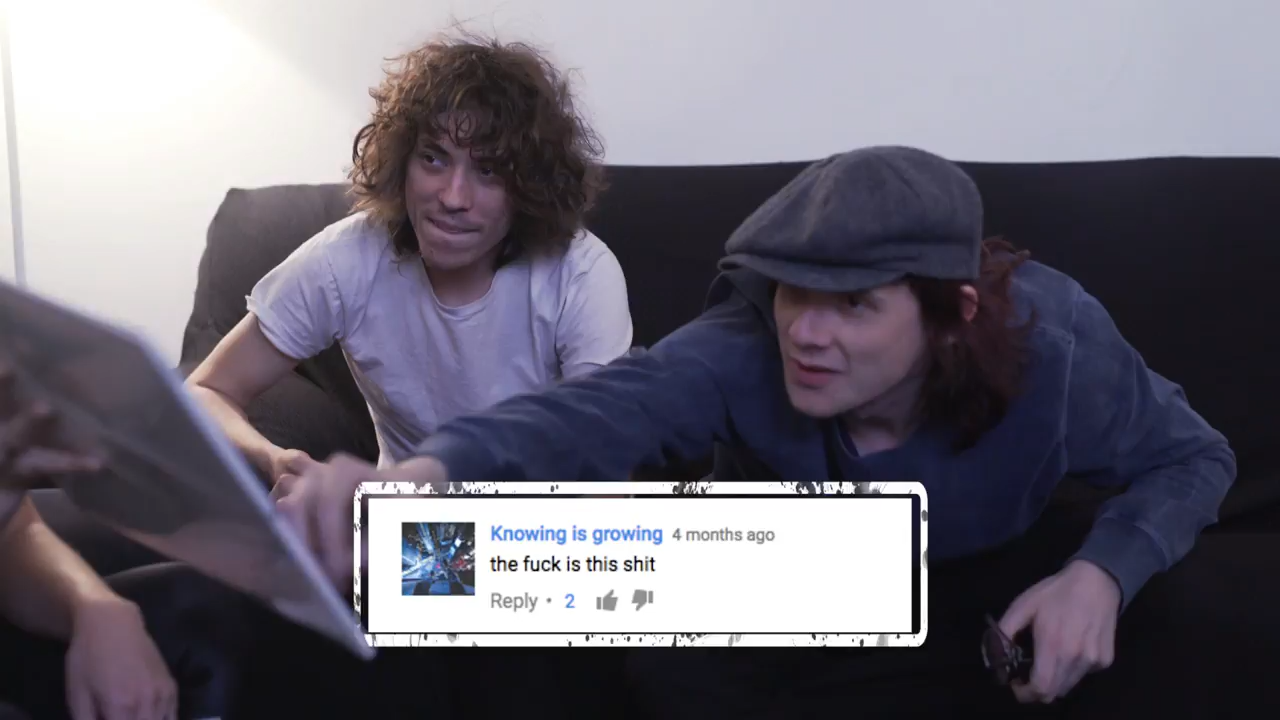 Knowing is growing 4 months ago
the fuck is this shit
Reply • 2